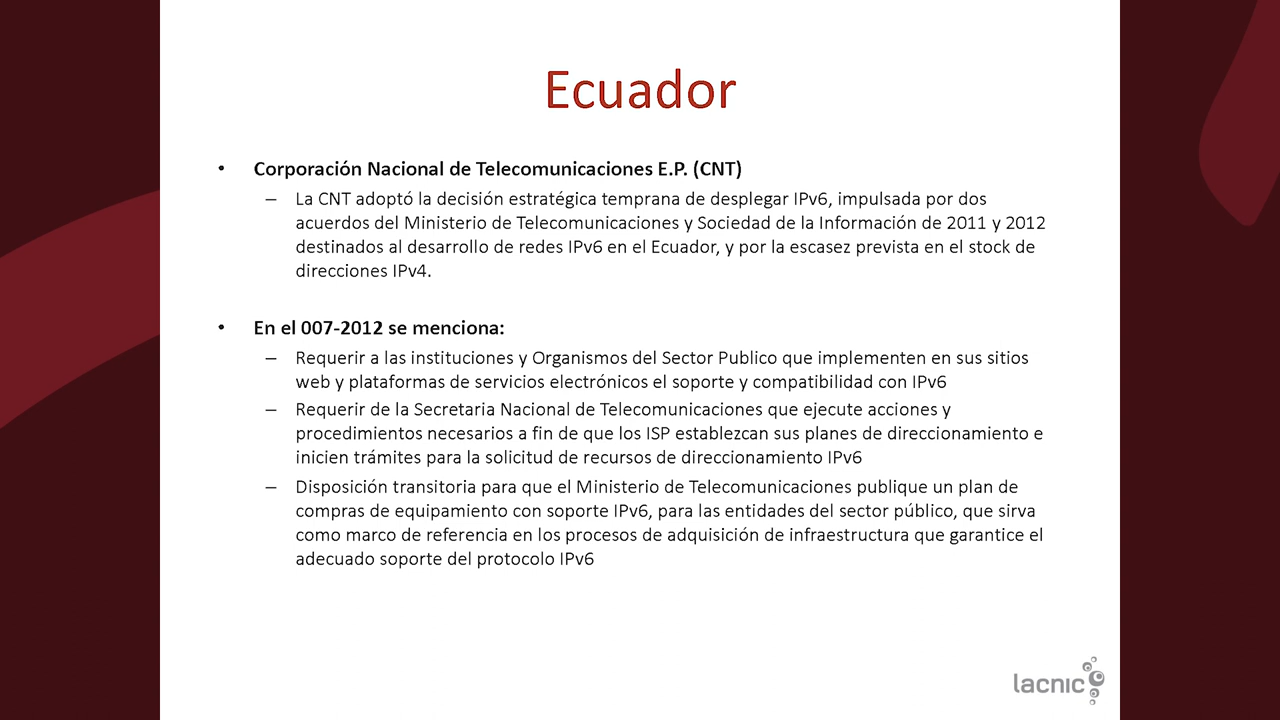 Ecuador
• Corporación Nacional de Telecomunicaciones E.P. (CNT)
– La CNT adoptó la decisión estratégica temprana de desplegar IPv6, impulsada por dos
acuerdos del Ministerio de Telecomunicaciones y Sociedad de la Información de 2011 y 2012
destinados al desarrollo de redes IPv6 en el Ecuador, y por la escasez prevista en el stock de
direcciones IPv4.
• En el 007-2012 se menciona:
– Requerir a las instituciones y Organismos del Sector Publico que implementen en sus sitios
web y plataformas de servicios electrónicos el soporte y compatibilidad con IPv6
– Requerir de la Secretaria Nacional de Telecomunicaciones que ejecute acciones y
procedimientos necesarios a fin de que los ISP establezcan sus planes de direccionamiento e
inicien trámites para la solicitud de recursos de direccionamiento IPv6
– Disposición transitoria para que el Ministerio de Telecomunicaciones publique un plan de
compras de equipamiento con soporte IPv6, para las entidades del sector público, que sirva
como marco de referencia en los procesos de adquisición de infraestructura que garantice el
adecuado soporte del protocolo IPv6
lacnic